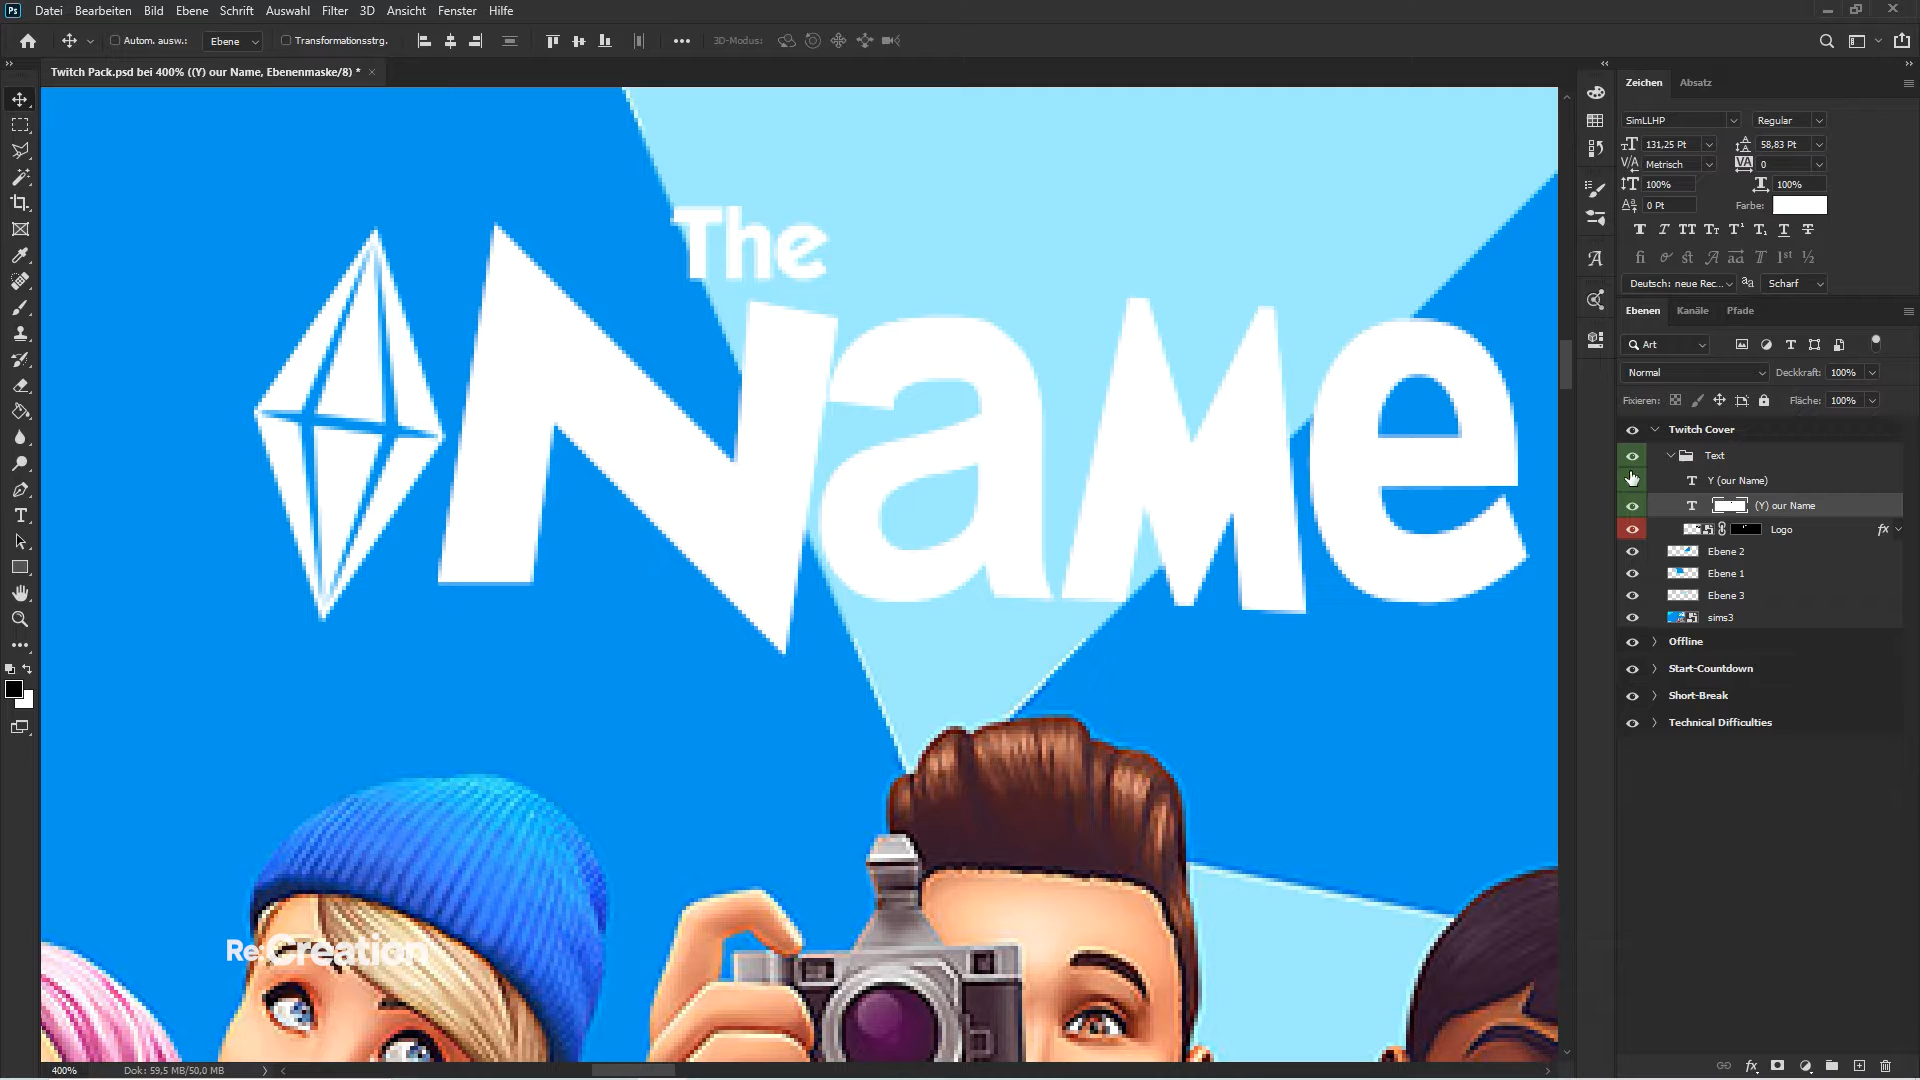 Ps Datei Bearbeiten Bild Ebene Schrift Auswahl Filter 3D Ansicht Fenster Hilfe
Autom. ausw.: Ebene Transformationsstrg. 3D-Modus:
Twitch Pack.psd bei 400% ((Y) our Name, Ebenenmaske/8) *
Zeichen Absatz
SimLLHP Regular
131,25 Pt 58,83 Pt
Metrisch 0
100% 100%
0 Pt Farbe:
Deutsch: neue Rec... Scharf
Ebenen Kanäle Pfade
Art
Normal Deckkraft: 100%
Fixieren: Fläche: 100%
Twitch Cover
Text
Y (our Name)
(Y) our Name
Logo fx
Ebene 2
Ebene 1
Ebene 3
sims3
Offline
Start-Countdown
Short-Break
Technical Difficulties
The
Name
Re:Creation
400% Dok: 59,5 MB/50,0 MB